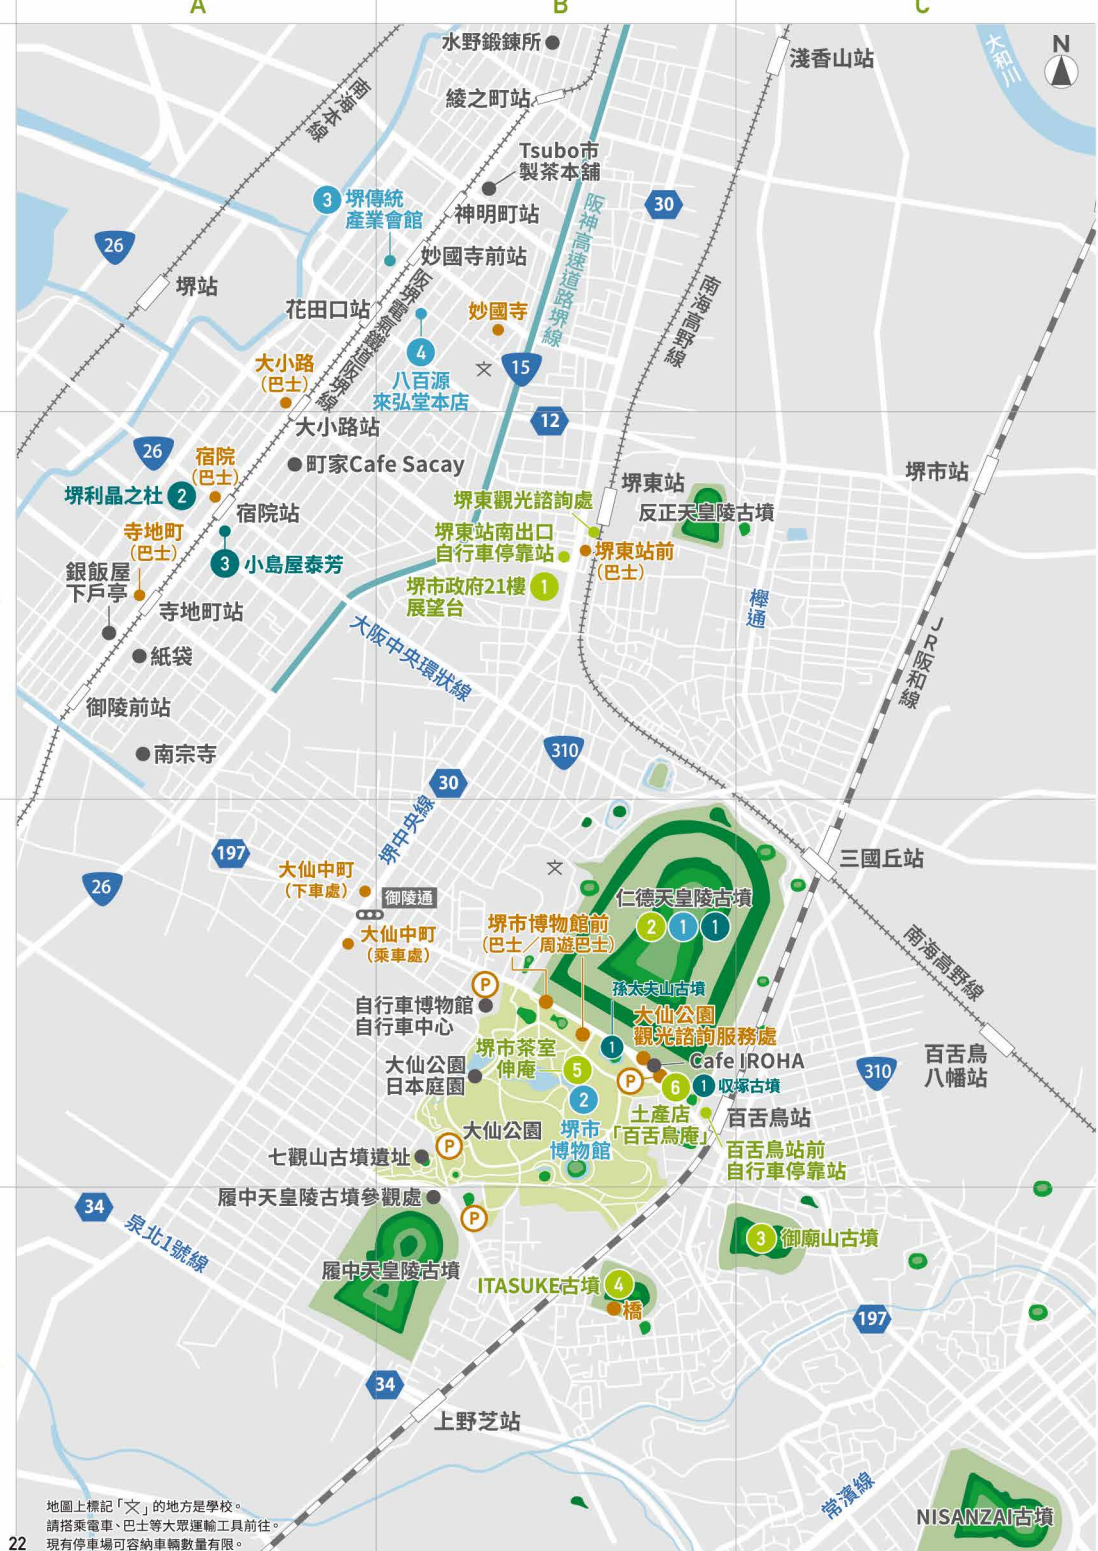 A
B
C
水野鍛鍊所
淺香山站
大和川
N
綾之町站
南海本線
Tsubo市
製茶本舖
3
堺傳統
產業會館
神明町站
30
阪神高速道路堺線
26
妙國寺前站
堺站
花田口站
阪堺電氣鐵道阪堺線
妙國寺
南海高野線
大小路
(巴士)
4
八百源
來弘堂本店
文
15
12
大小路站
26
宿院
(巴士)
町家Cafe Sacay
堺市站
堺利晶之杜
2
堺東觀光諮詢處
堺東站
反正天皇陵古墳
宿院站
寺地町
(巴士)
堺東站南出口
自行車停靠站
堺東站前
(巴士)
3
小島屋泰芳
銀飯屋
下戶亭
堺市政府21樓
展望台
1
寺地町站
櫸通
JR阪和線
大阪中央環狀線
紙袋
御陵前站
南宗寺
310
30
堺中央線
197
三國丘站
26
大仙中町
(下車處)
文
御陵通
仁德天皇陵古墳
2
1
1
大仙中町
(乘車處)
堺市博物館前
(巴士／周遊巴士)
南海高野線
P
孫太夫山古墳
自行車博物館
自行車中心
大仙公園
觀光諮詢服務處
1
堺市茶室
伸庵
5
Cafe IROHA
百舌鳥
八幡站
大仙公園
日本庭園
P
6
1
収塚古墳
310
2
土產店
「百舌鳥庵」
百舌鳥站
大仙公園
堺市
博物館
P
百舌鳥站前
自行車停靠站
七觀山古墳遺址
履中天皇陵古墳參觀處
34
P
泉北1號線
3
御廟山古墳
履中天皇陵古墳
ITASUKE古墳
4
橋
197
34
上野芝站
常濱線
NISANZAI古墳
地圖上標記「文」的地方是學校。
請搭乘電車、巴士等大眾運輸工具前往。
現有停車場可容納車輛數量有限。
22